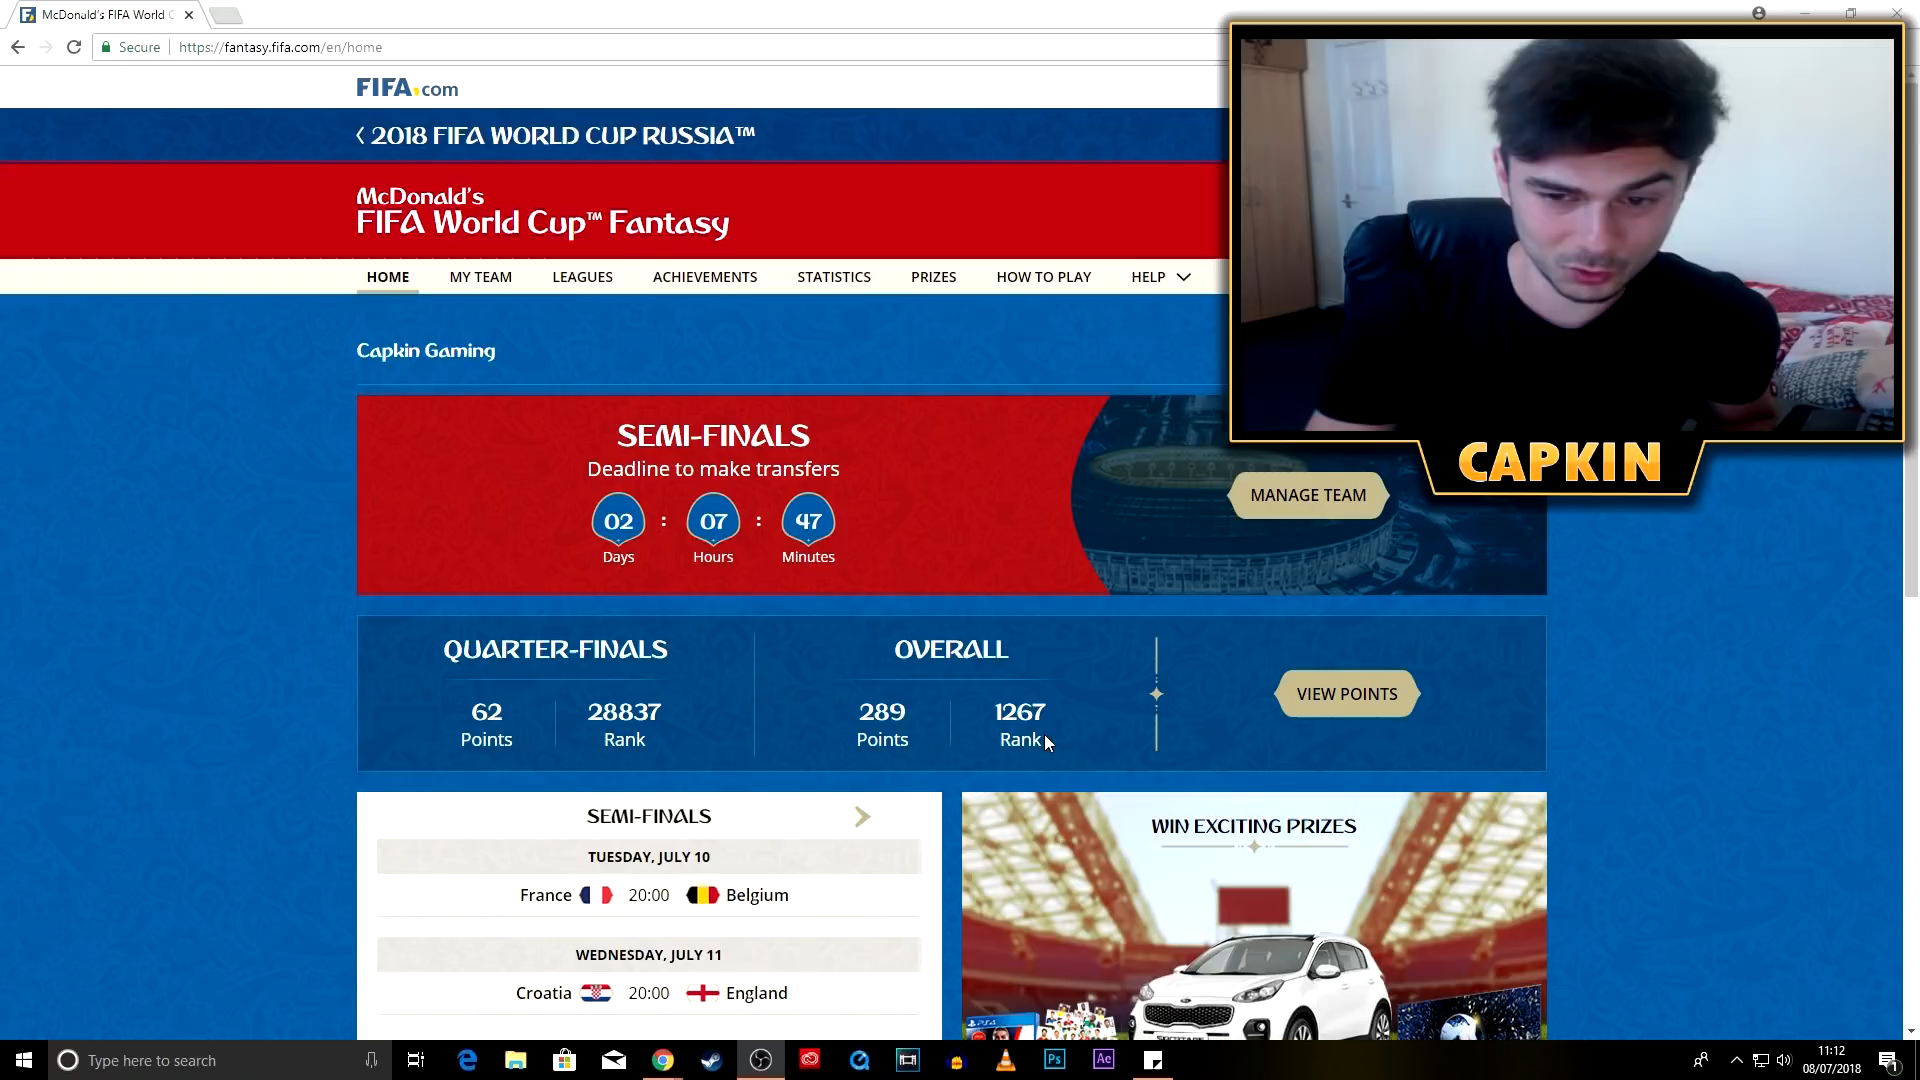 McDonald's FIFA World C
Secure
https://fantasy.fifa.com/en/home
FIFA.com
2018 FIFA WORLD CUP RUSSIA™
McDonald's
FIFA World Cup™ Fantasy
HOME
MY TEAM
LEAGUES
ACHIEVEMENTS
STATISTICS
PRIZES
HOW TO PLAY
HELP
Capkin Gaming
CAPKIN
SEMI-FINALS
Deadline to make transfers
02 : 07 : 47
Days Hours Minutes
MANAGE TEAM
QUARTER-FINALS
62 28837
Points Rank
OVERALL
289 1267
Points Rank
VIEW POINTS
SEMI-FINALS
TUESDAY, JULY 10
France 20:00 Belgium
WEDNESDAY, JULY 11
Croatia 20:00 England
WIN EXCITING PRIZES
Type here to search
Ps
Ae
11:12
08/07/2018
1